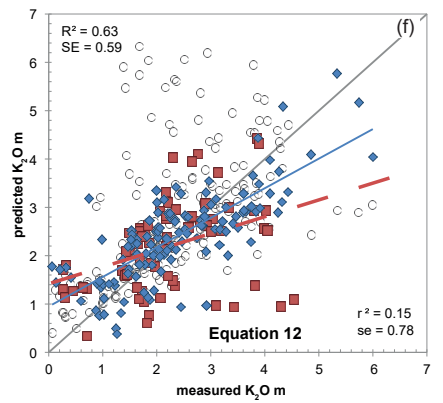 (f)
R² = 0.63
SE = 0.59
predicted K₂O m
7
6
5
4
3
2
1
0
Equation 12
r² = 0.15
se = 0.78
0 1 2 3 4 5 6 7
measured K₂O m